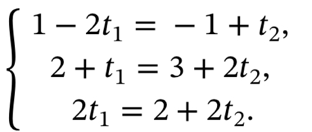 1 − 2t₁ = − 1 + t₂,
2 + t₁ = 3 + 2t₂,
2t₁ = 2 + 2t₂.